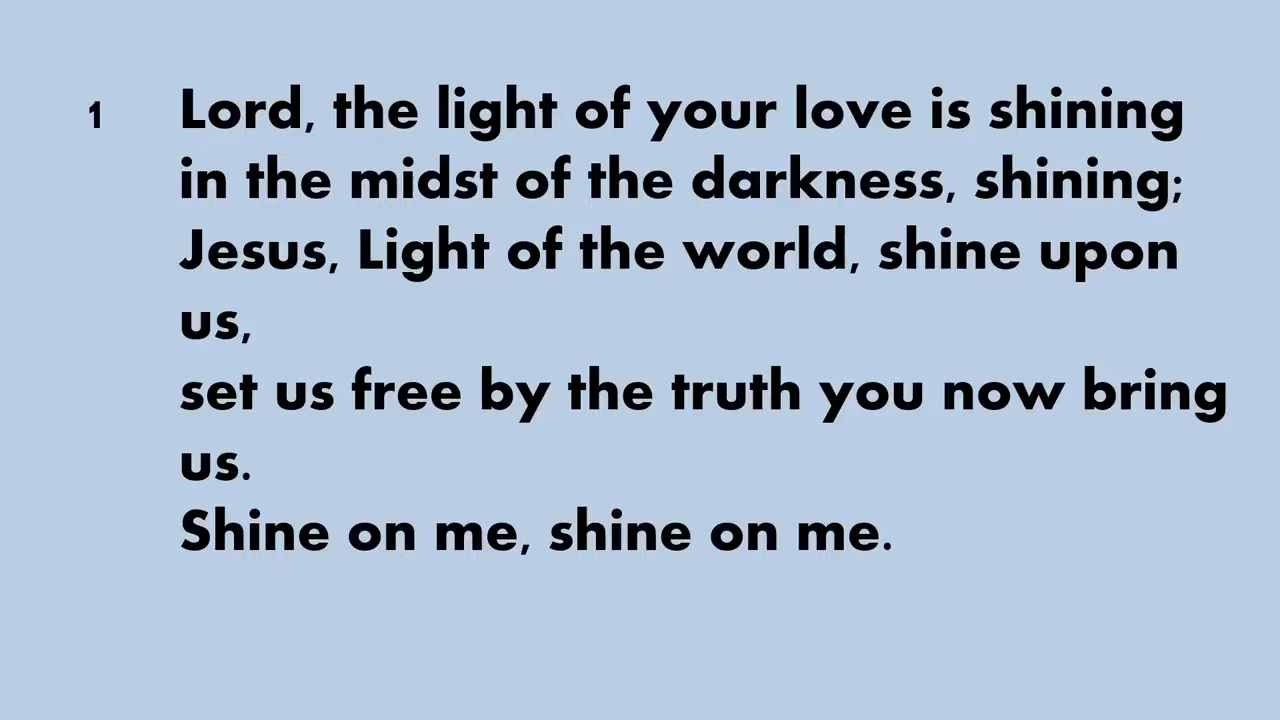 1 Lord, the light of your love is shining
in the midst of the darkness, shining;
Jesus, Light of the world, shine upon
us,
set us free by the truth you now bring
us.
Shine on me, shine on me.